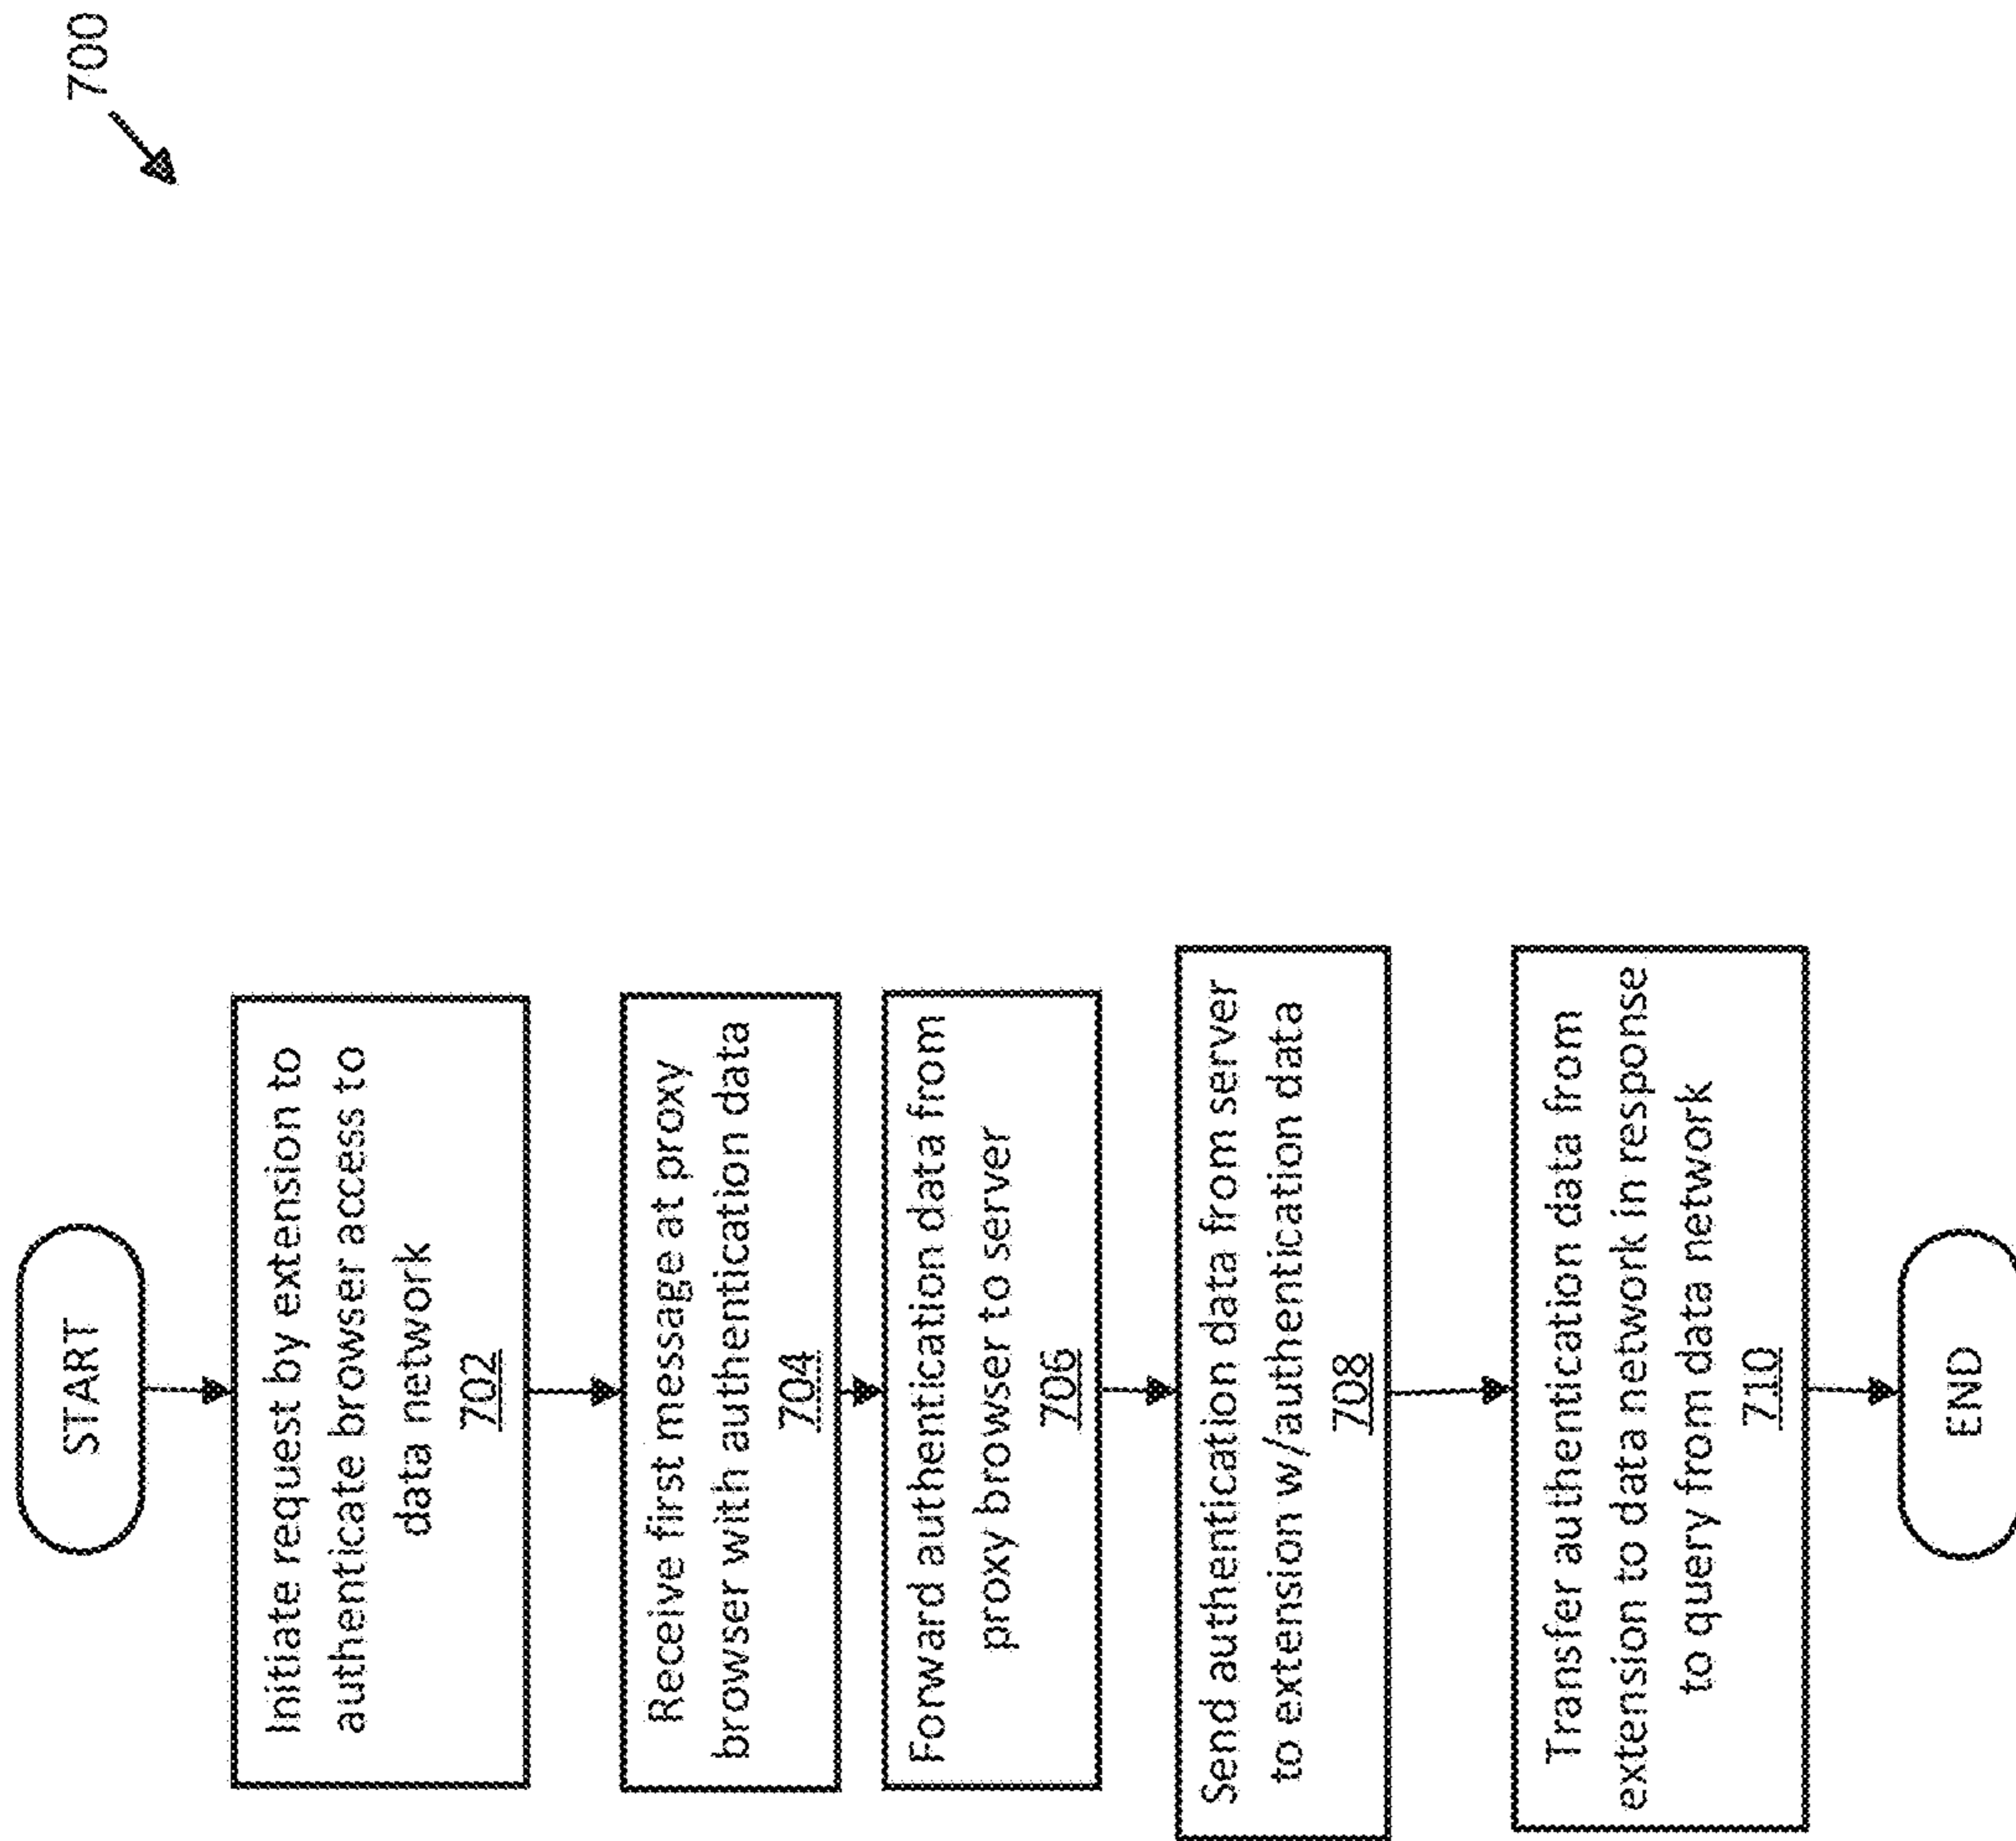 700
START
Initiate request by extension to
authenticate browser access to
data network
702
Receive first message at proxy
browser with authentication data
704
Forward authentication data from
proxy browser to server
706
Send authentication data from server
to extension w/authentication data
708
Transfer authentication data from
extension to data network in response
to query from data network
710
END